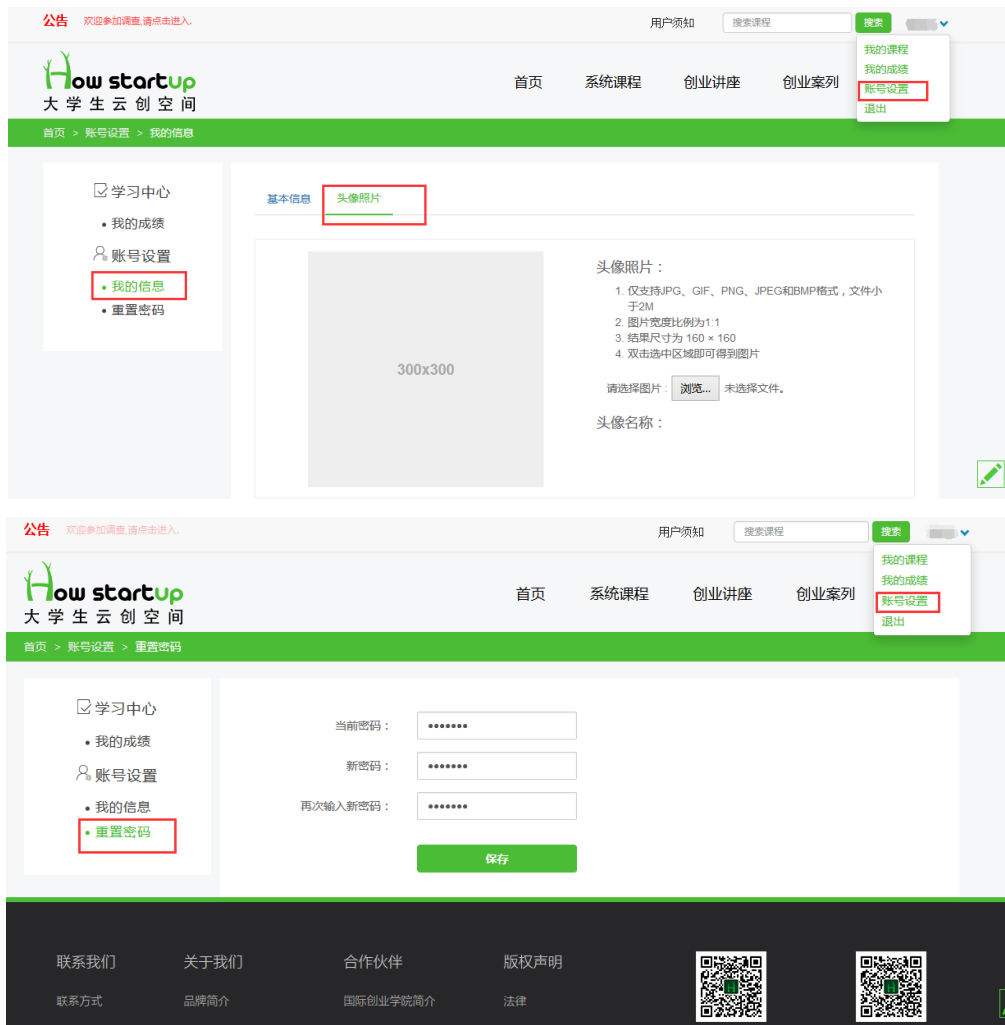 公告 欢迎参加调查,请点击进入。 用户须知 搜索课程 搜索
我的课程
我的成绩
账号设置
退出
How startup
大学生云创空间
首页 系统课程 创业讲座 创业案列
首页 > 账号设置 > 我的信息
学习中心
• 我的成绩
账号设置
• 我的信息
• 重置密码
基本信息 头像照片
300x300
头像照片：
1. 仅支持JPG、GIF、PNG、JPEG和BMP格式，文件小
于2M
2. 图片宽度比例为1:1
3. 结果尺寸为 160 × 160
4. 双击选中区域即可得到图片
请选择图片 : 浏览... 未选择文件。
头像名称：
公告 欢迎参加调查,请点击进入。 用户须知 搜索课程 搜索
我的课程
我的成绩
账号设置
退出
How startup
大学生云创空间
首页 系统课程 创业讲座 创业案列
首页 > 账号设置 > 重置密码
学习中心
• 我的成绩
账号设置
• 我的信息
• 重置密码
当前密码： •••••••
新密码： •••••••
再次输入新密码： •••••••
保存
联系我们 关于我们 合作伙伴 版权声明
联系方式 品牌简介 国际创业学院简介 法律